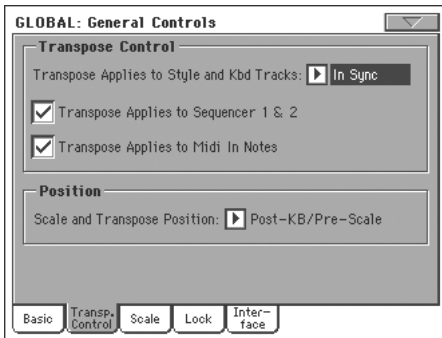 GLOBAL: General Controls
Transpose Control
Transpose Applies to Style and Kbd Tracks: In Sync
Transpose Applies to Sequencer 1 & 2
Transpose Applies to Midi In Notes
Position
Scale and Transpose Position: Post-KB/Pre-Scale
Basic
Transp.
Control
Scale
Lock
Inter-
face